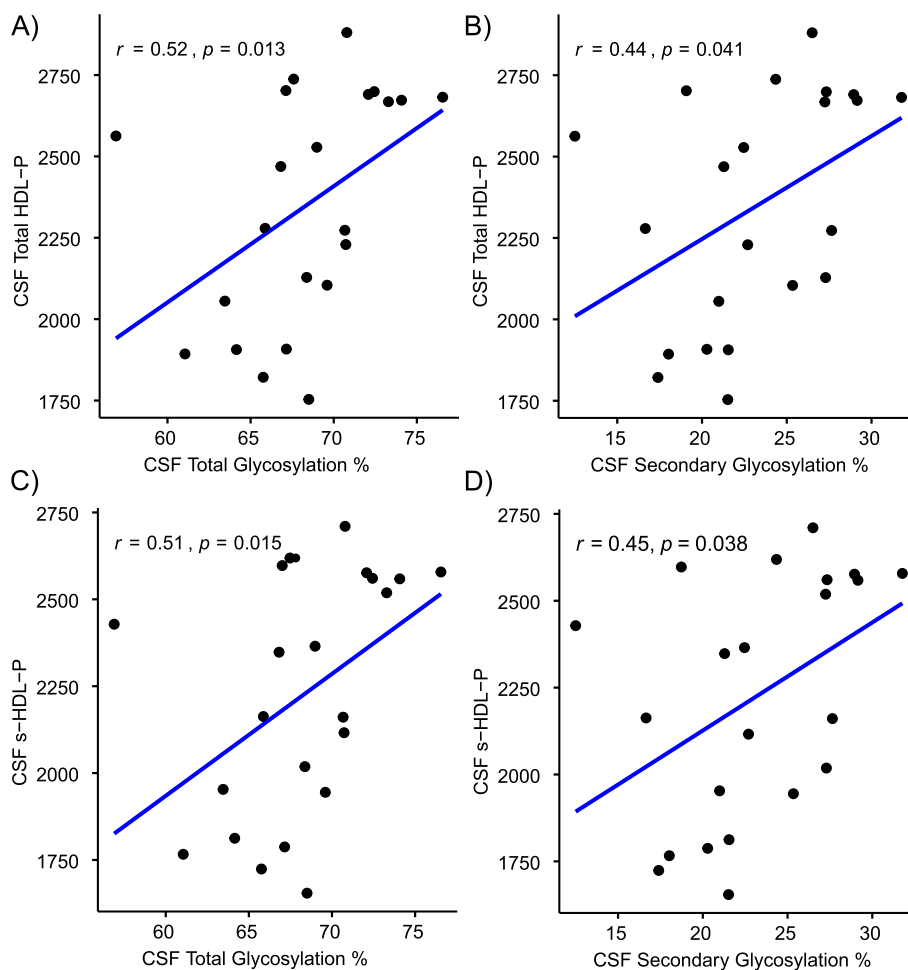 A)
r = 0.52 , p = 0.013
CSF Total HDL−P
2750
2500
2250
2000
1750
60 65 70 75
CSF Total Glycosylation %
B)
r = 0.44 , p = 0.041
CSF Total HDL−P
2750
2500
2250
2000
1750
15 20 25 30
CSF Secondary Glycosylation %
C)
r = 0.51 , p = 0.015
CSF s−HDL−P
2750
2500
2250
2000
1750
60 65 70 75
CSF Total Glycosylation %
D)
r = 0.45, p = 0.038
CSF s−HDL−P
2750
2500
2250
2000
1750
15 20 25 30
CSF Secondary Glycosylation %